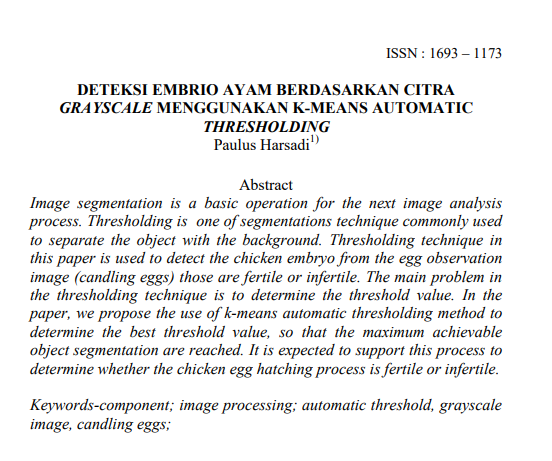 ISSN : 1693 – 1173
DETEKSI EMBRIO AYAM BERDASARKAN CITRA
GRAYSCALE MENGGUNAKAN K-MEANS AUTOMATIC
THRESHOLDING
Paulus Harsadi1)
Abstract
Image segmentation is a basic operation for the next image analysis
process. Thresholding is one of segmentations technique commonly used
to separate the object with the background. Thresholding technique in
this paper is used to detect the chicken embryo from the egg observation
image (candling eggs) those are fertile or infertile. The main problem in
the thresholding technique is to determine the threshold value. In the
paper, we propose the use of k-means automatic thresholding method to
determine the best threshold value, so that the maximum achievable
object segmentation are reached. It is expected to support this process to
determine whether the chicken egg hatching process is fertile or infertile.
Keywords-component; image processing; automatic threshold, grayscale
image, candling eggs;